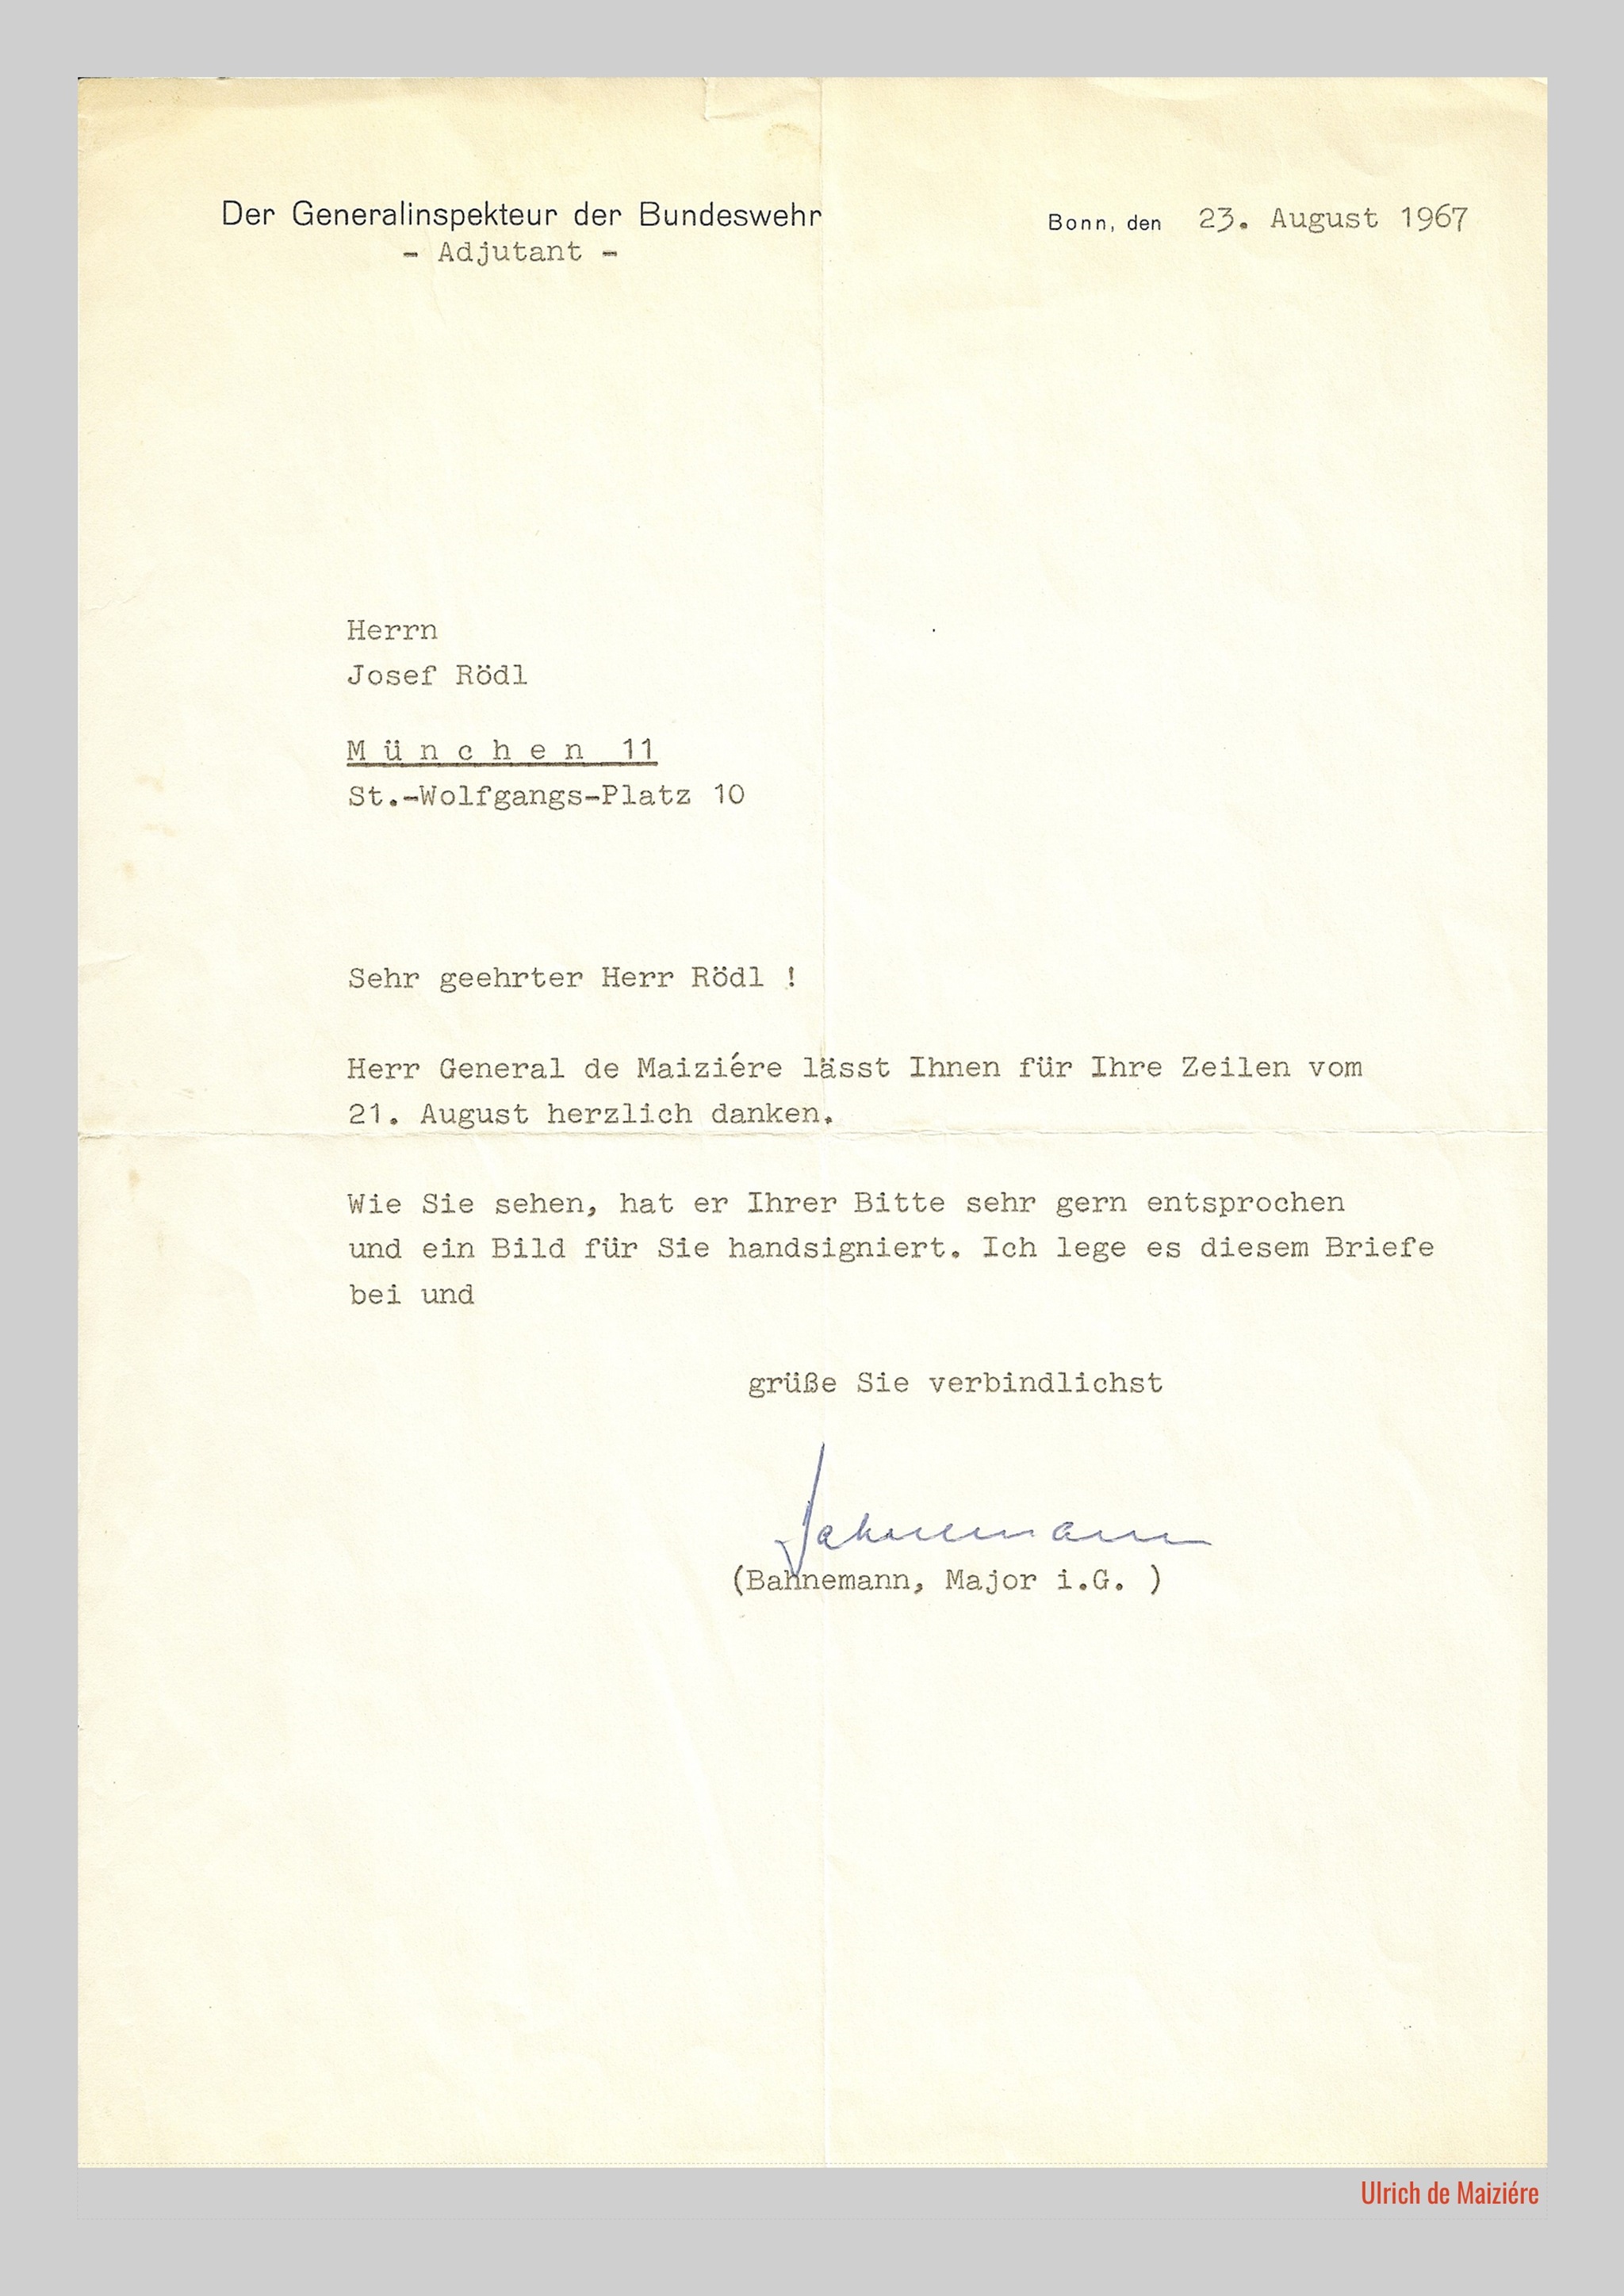 Der Generalinspekteur der Bundeswehr
- Adjutant -
Bonn, den 23. August 1967
Herrn
Josef Rödl
M ü n c h e n  11
St.-Wolfgangs-Platz 10
Sehr geehrter Herr Rödl !
Herr General de Maiziére lässt Ihnen für Ihre Zeilen vom
21. August herzlich danken.
Wie Sie sehen, hat er Ihrer Bitte sehr gern entsprochen
und ein Bild für Sie handsigniert. Ich lege es diesem Briefe
bei und
grüße Sie verbindlichst
Bahnemann
(Bahnemann, Major i.G. )
Ulrich de Maiziére